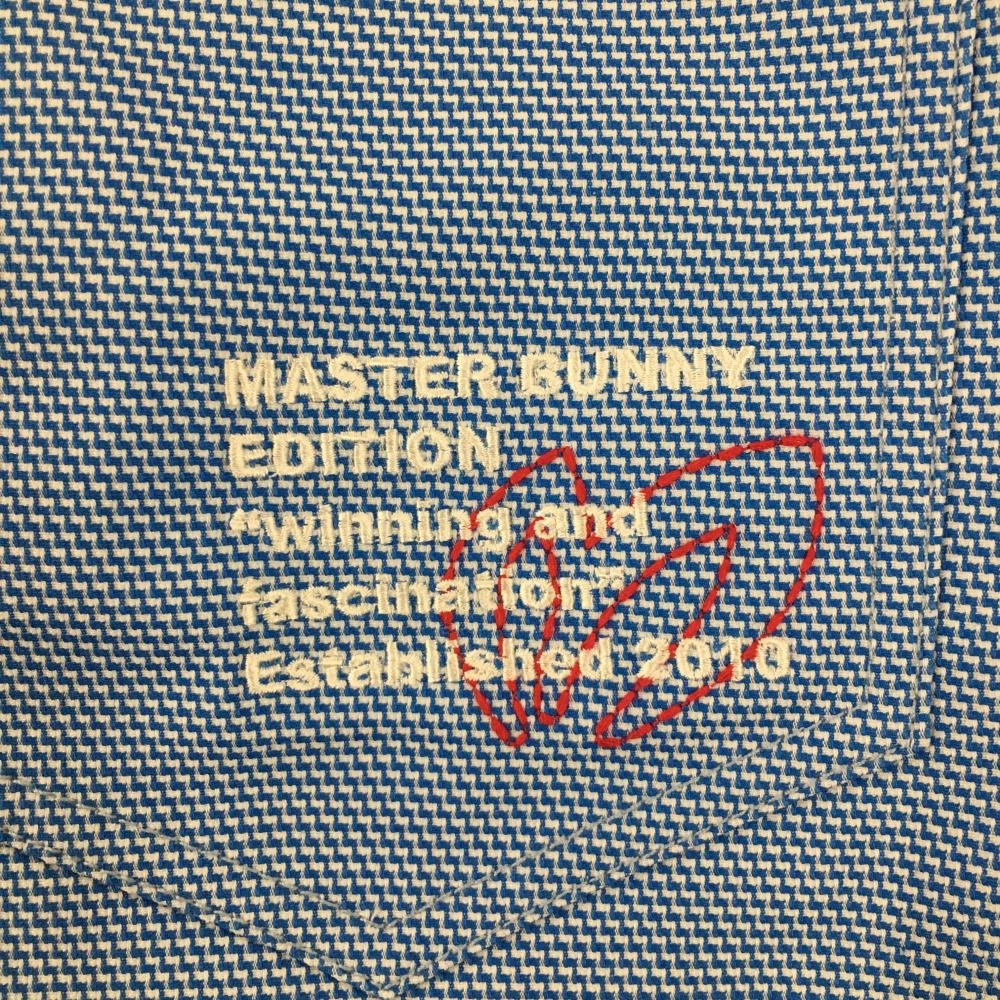 MASTER BUNNY
EDITION
“winning and
fascination”
Established 2010